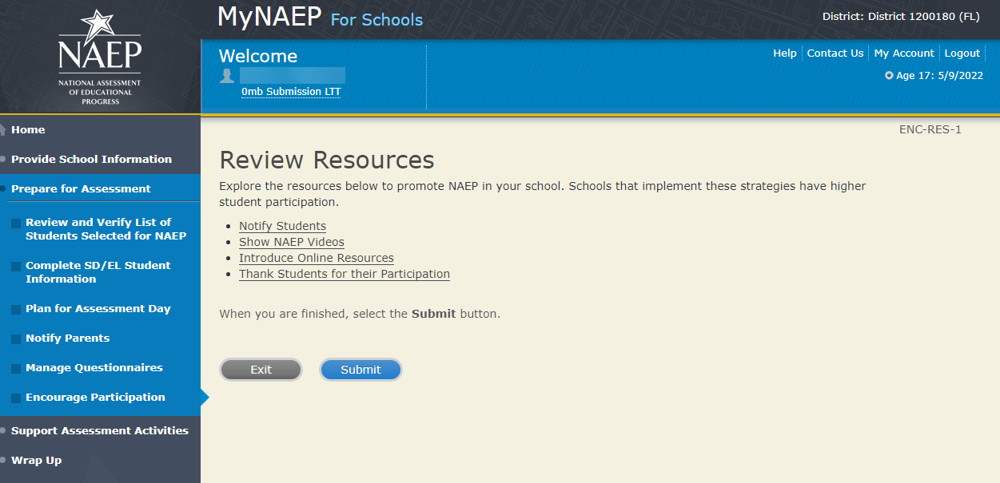 MyNAEP For Schools
District: District 1200180 (FL)
NAEP
NATIONAL ASSESSMENT
OF EDUCATIONAL
PROGRESS
Welcome
0mb Submission LTT
Help
Contact Us
My Account
Logout
Age 17: 5/9/2022
Home
Provide School Information
Prepare for Assessment
Review and Verify List of
Students Selected for NAEP
Complete SD/EL Student
Information
Plan for Assessment Day
Notify Parents
Manage Questionnaires
Encourage Participation
Support Assessment Activities
Wrap Up
ENC-RES-1
Review Resources
Explore the resources below to promote NAEP in your school. Schools that implement these strategies have higher
student participation.
Notify Students
Show NAEP Videos
Introduce Online Resources
Thank Students for their Participation
When you are finished, select the Submit button.
Exit
Submit